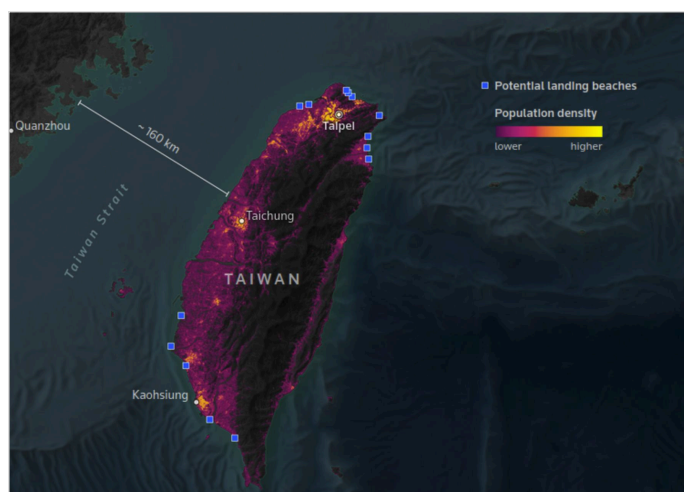 Potential landing beaches
Population density
lower higher
Quanzhou
Taipei
~ 160 km
Taiwan Strait
Taichung
TAIWAN
Kaohsiung